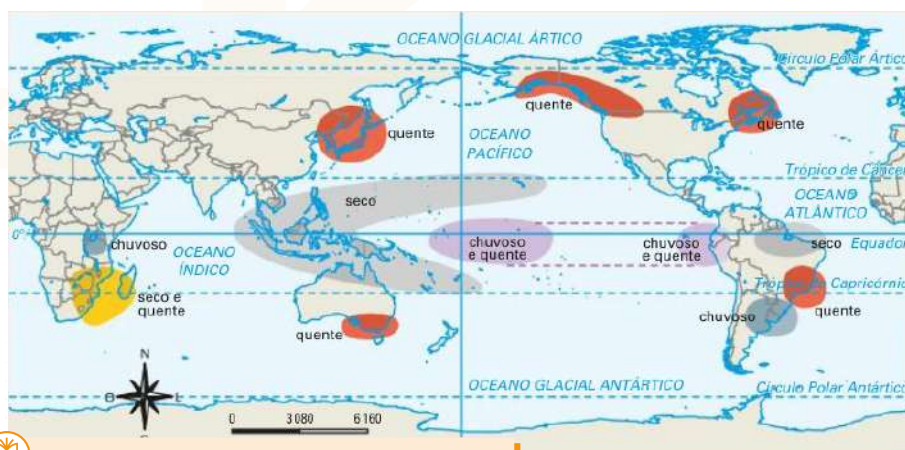 OCEANO GLACIAL ÁRTICO
Círculo Polar Ártico
quente
quente
quente
OCEANO
PACÍFICO
Trópico de Câncer
OCEANO
ATLÂNTICO
seco
0°
chuvoso
OCEANO
ÍNDICO
chuvoso
e quente
chuvoso
e quente
seco
Equador
seco e
quente
Trópico de Capricórnio
quente
chuvoso
quente
N
O
L
OCEANO GLACIAL ANTÁRTICO
Círculo Polar Antártico
0
3 080
6 160